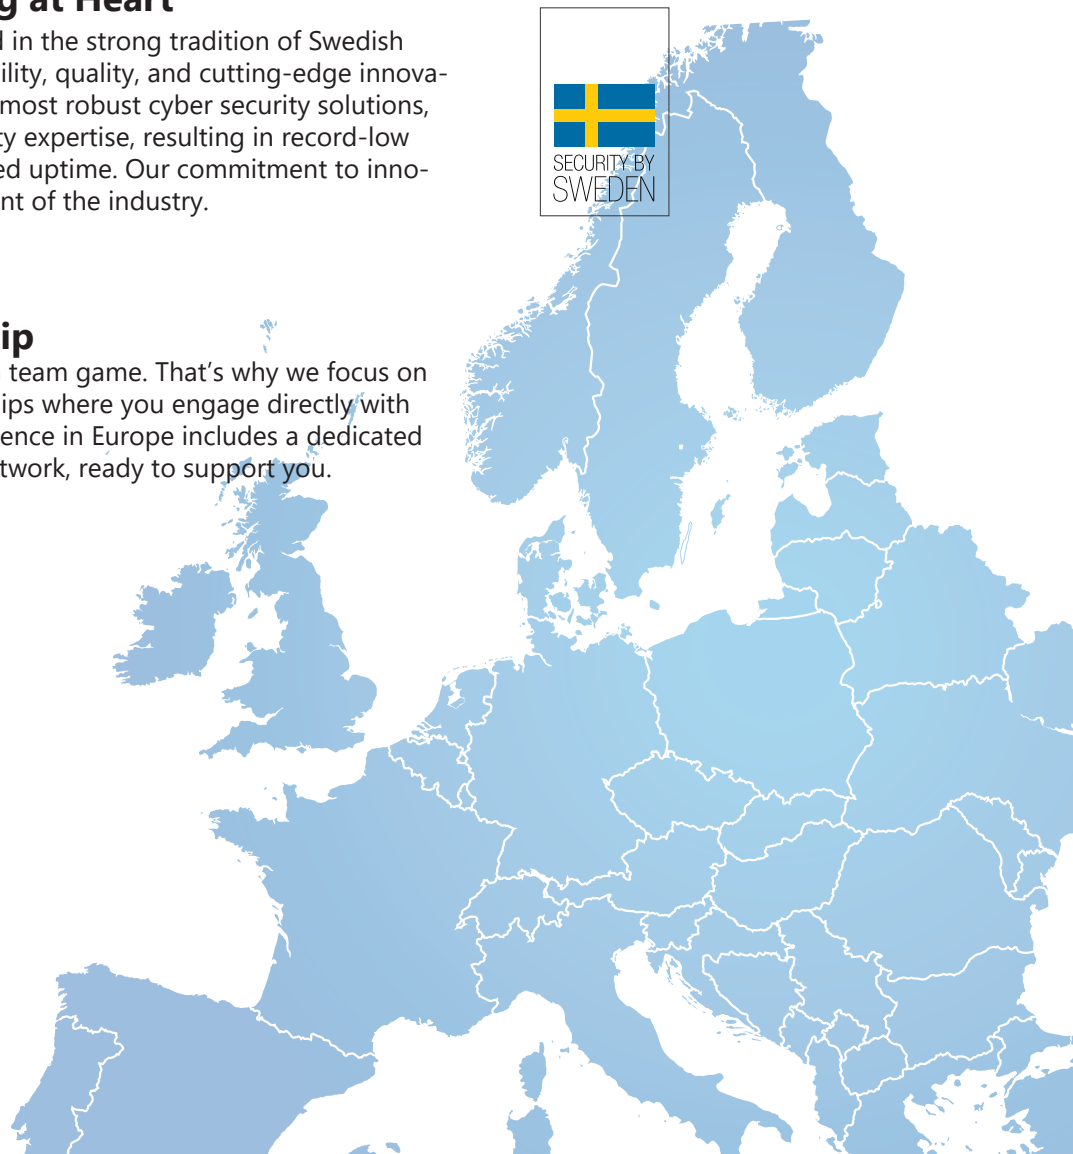 g at Heart
d in the strong tradition of Swedish
ility, quality, and cutting-edge innova-
most robust cyber security solutions,
ty expertise, resulting in record-low
ed uptime. Our commitment to inno-
nt of the industry.
SECURITY BY
SWEDEN
ip
team game. That’s why we focus on
ips where you engage directly with
ence in Europe includes a dedicated
twork, ready to support you.